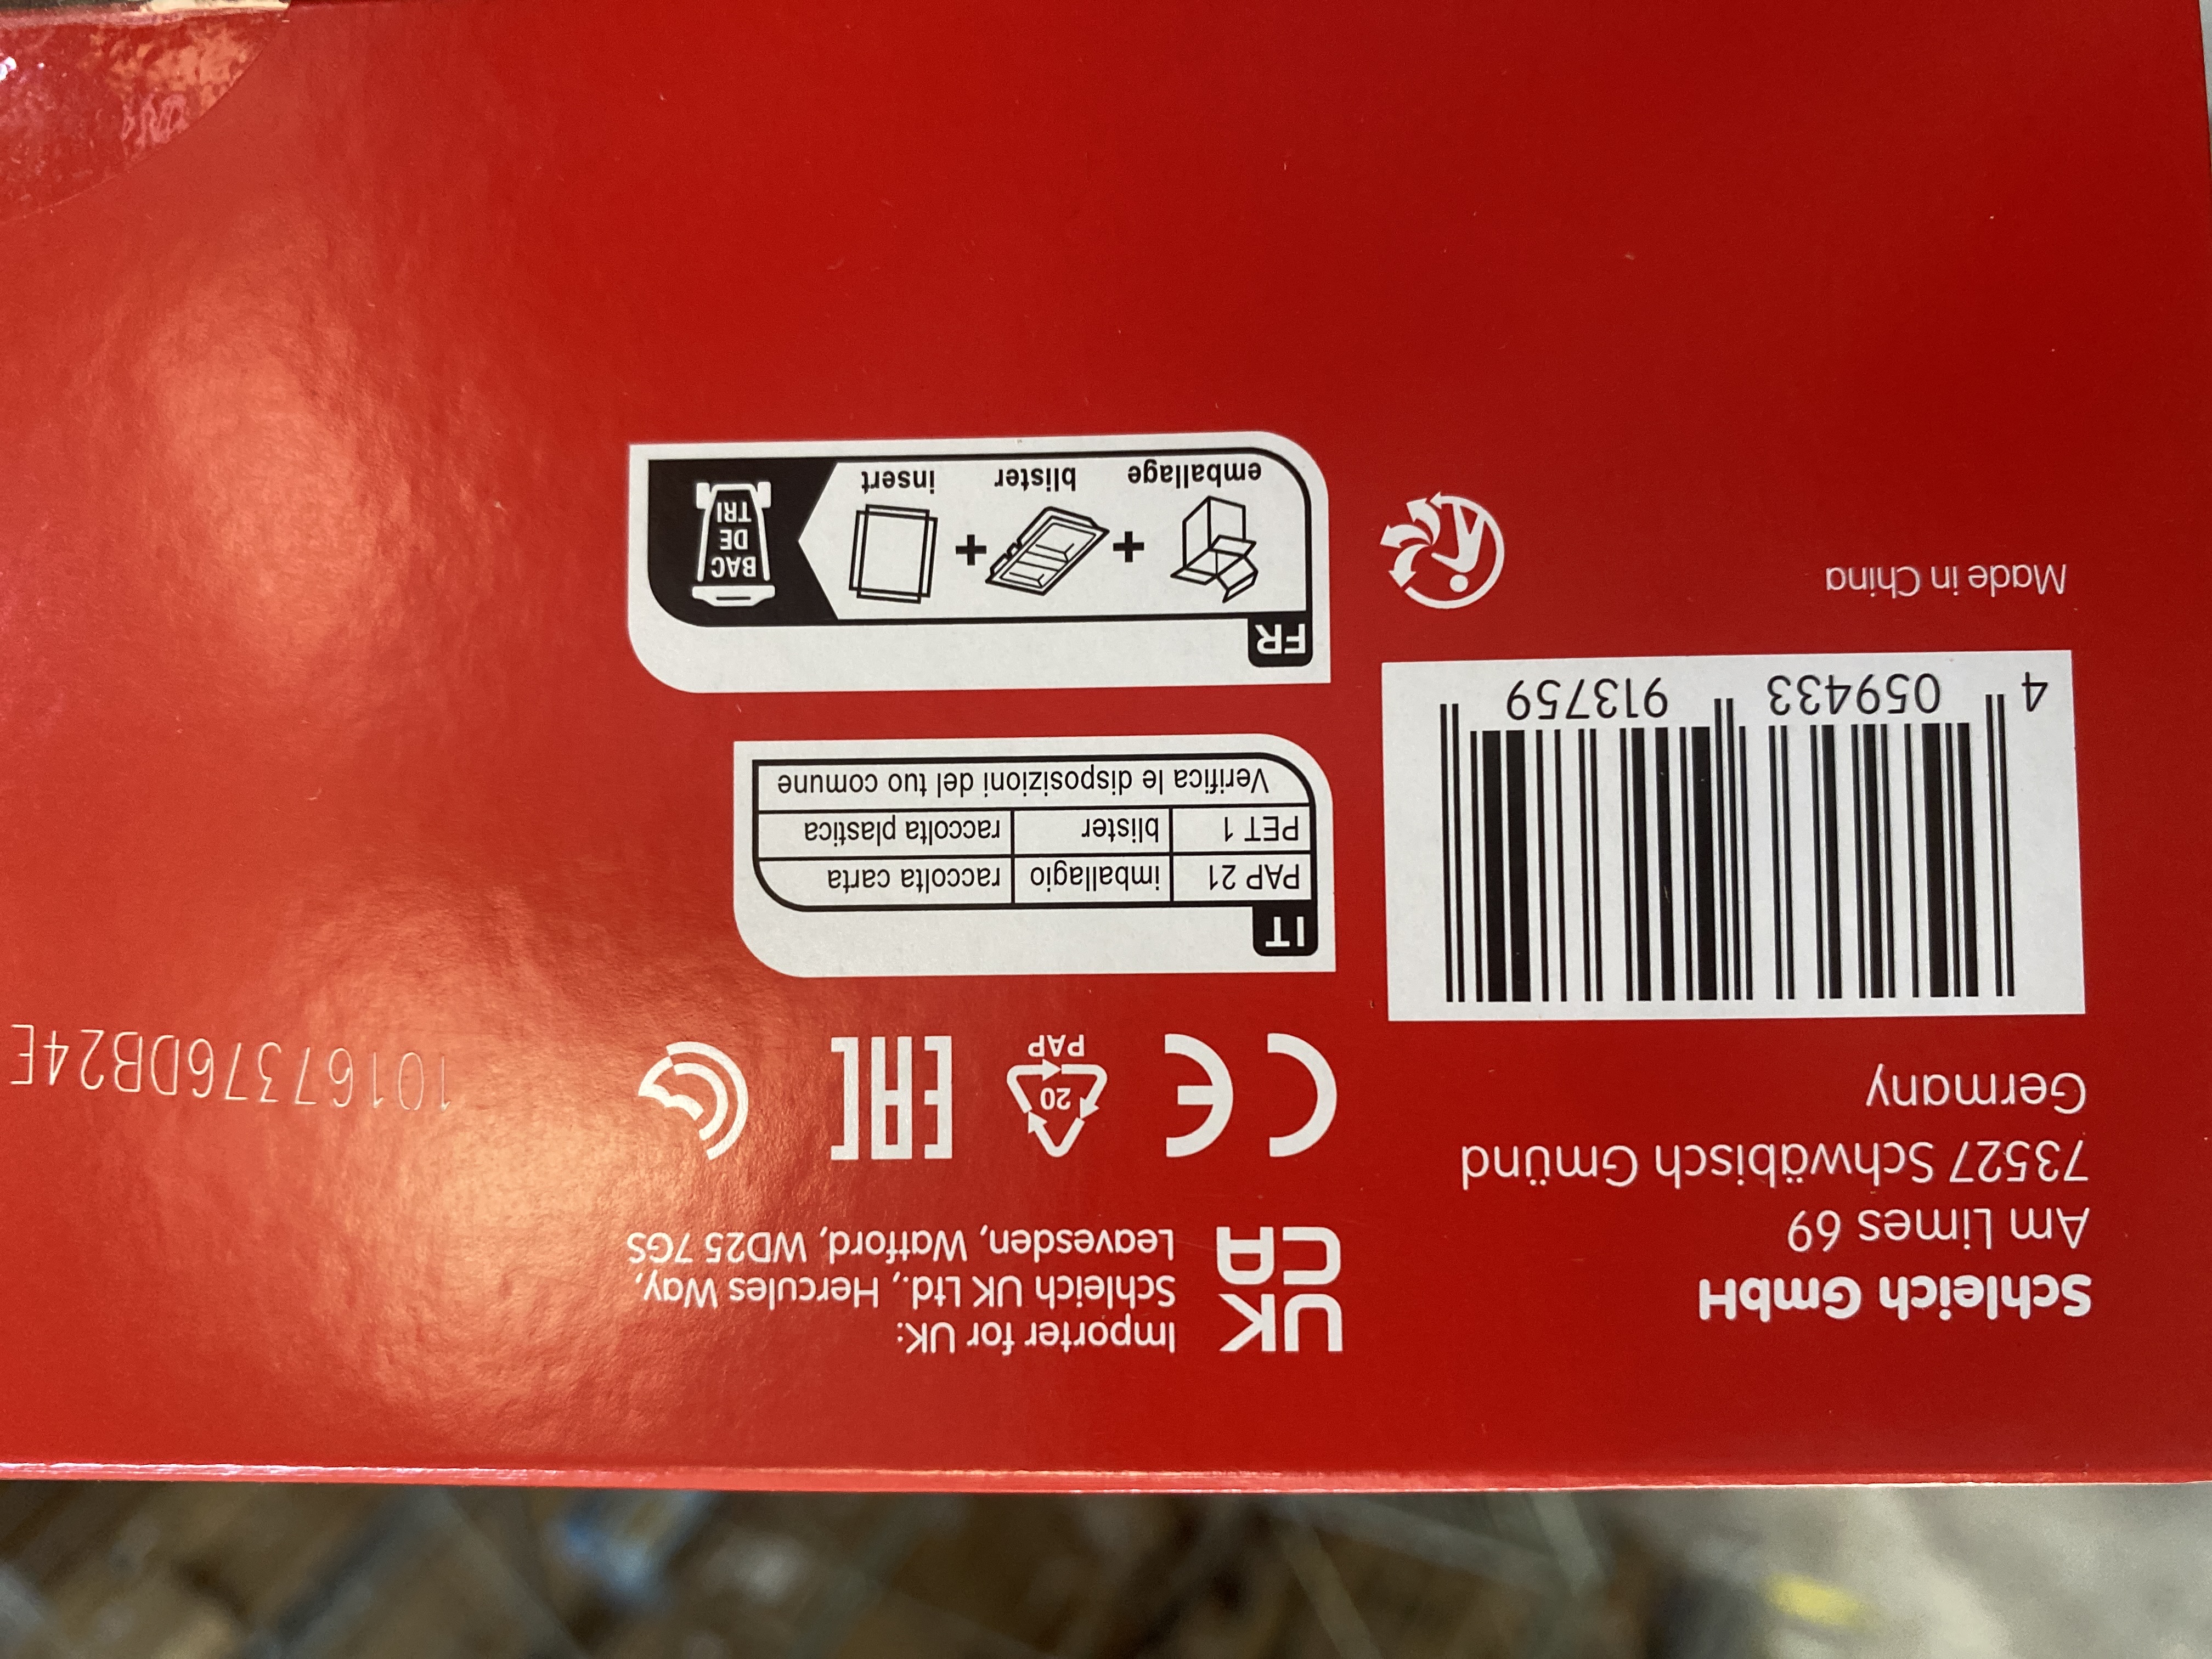 Schleich GmbH
Am Limes 69
73527 Schwäbisch Gmünd
Germany
4 059433 913759
Made in China
UK
CA
Importer for UK:
Schleich UK Ltd., Hercules Way,
Leavesden, Watford, WD25 7GS
CE
20
PAP
EAC
IT
PAP 21 imballagio raccolta carta
PET 1 blister raccolta plastica
Verifica le disposizioni del tuo comune
FR
BAC
DE
TRI
emballage + blister + insert
10167376DB24E